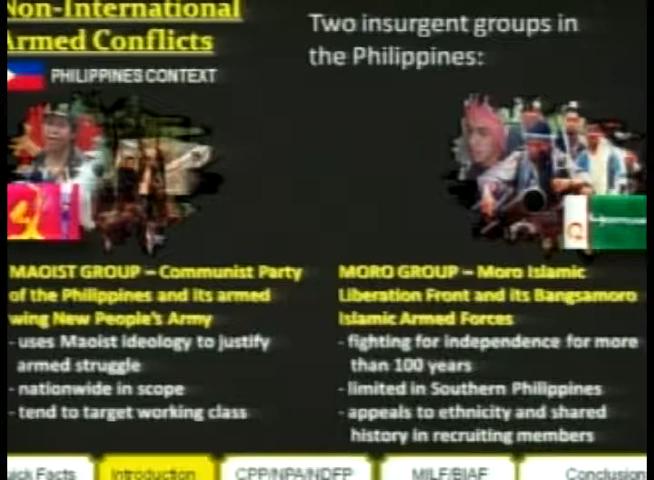 Non-International
Armed Conflicts
PHILIPPINES CONTEXT
Two insurgent groups in
the Philippines:
MAOIST GROUP – Communist Party
of the Philippines and its armed
wing New People's Army
- uses Maoist ideology to justify
armed struggle
- nationwide in scope
- tend to target working class
MORO GROUP – Moro Islamic
Liberation Front and its Bangsamoro
Islamic Armed Forces
- fighting for independence for more
than 100 years
- limited in Southern Philippines
- appeals to ethnicity and shared
history in recruiting members
uick Facts
Introduction
CPP/NPA/NDFP
MILF/BIAF
Conclusion